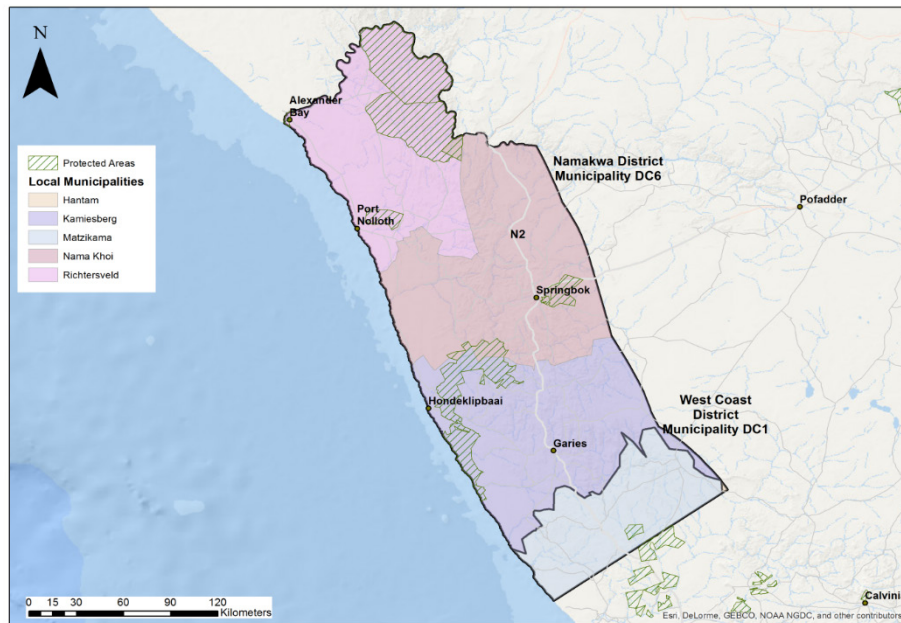 N
Alexander
Bay
Protected Areas
Local Municipalities
Hantam
Kamiesberg
Matzikama
Nama Khoi
Richtersveld
Namakwa District
Municipality DC6
Pofadder
Port
Nolloth
N2
Springbok
West Coast
District
Municipality DC1
Hondeklipbaai
Garies
0 15 30 60 90 120
Kilometers
Calvini
Esri, DeLorme, GEBCO, NOAA NGDC, and other contributors